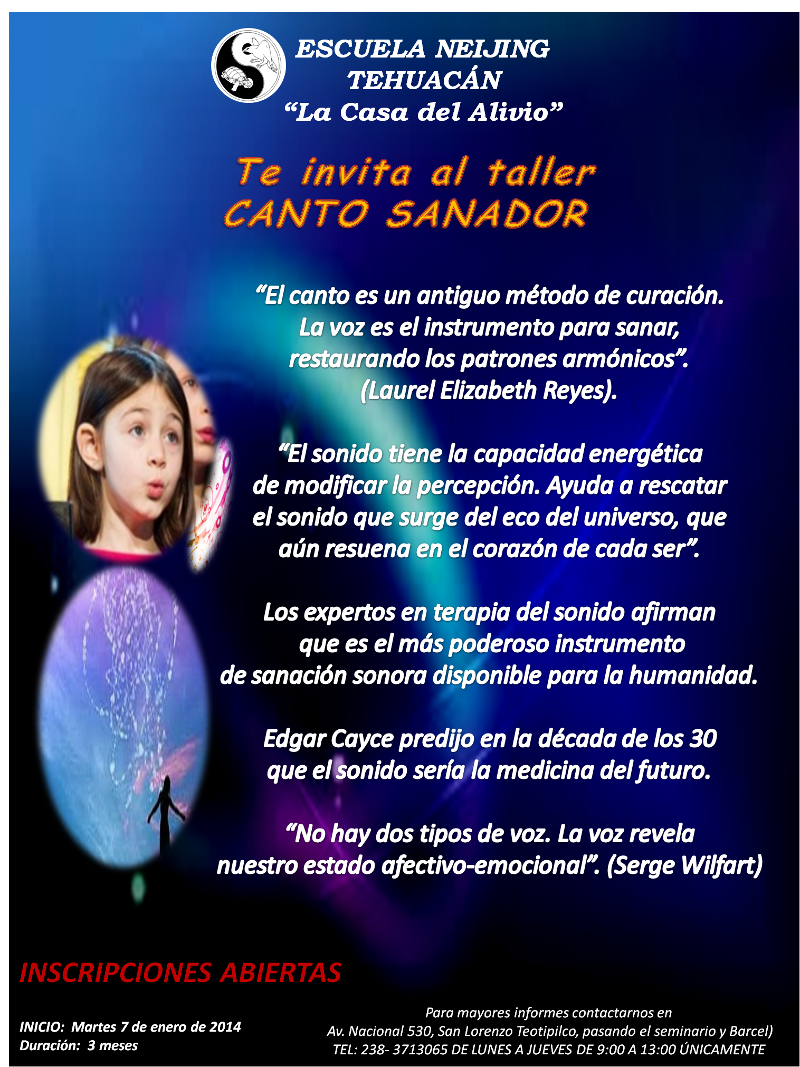 ESCUELA NEIJING
TEHUACÁN
“La Casa del Alivio”
Te invita al taller
CANTO SANADOR
“El canto es un antiguo método de curación.
La voz es el instrumento para sanar,
restaurando los patrones armónicos”.
(Laurel Elizabeth Reyes).
“El sonido tiene la capacidad energética
de modificar la percepción. Ayuda a rescatar
el sonido que surge del eco del universo, que
aún resuena en el corazón de cada ser”.
Los expertos en terapia del sonido afirman
que es el más poderoso instrumento
de sanación sonora disponible para la humanidad.
Edgar Cayce predijo en la década de los 30
que el sonido sería la medicina del futuro.
“No hay dos tipos de voz. La voz revela
nuestro estado afectivo-emocional”. (Serge Wilfart)
INSCRIPCIONES ABIERTAS
INICIO: Martes 7 de enero de 2014
Duración: 3 meses
Para mayores informes contactarnos en
Av. Nacional 530, San Lorenzo Teotipilco, pasando el seminario y Barcel)
TEL: 238- 3713065 DE LUNES A JUEVES DE 9:00 A 13:00 ÚNICAMENTE